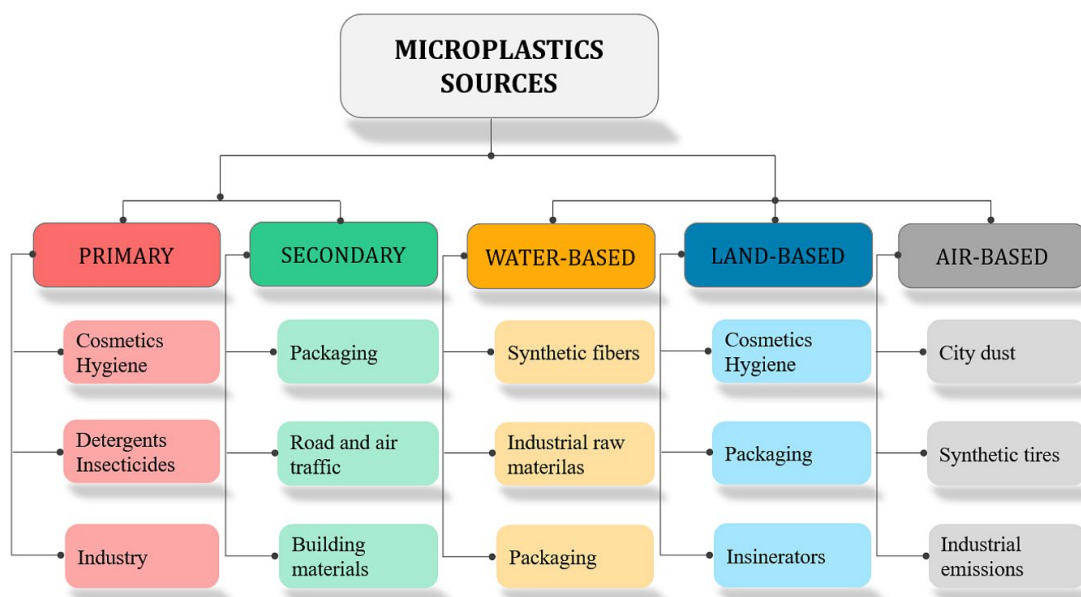 MICROPLASTICS
SOURCES
PRIMARY
SECONDARY
WATER-BASED
LAND-BASED
AIR-BASED
Cosmetics
Hygiene
Packaging
Synthetic fibers
Cosmetics
Hygiene
City dust
Detergents
Insecticides
Road and air
traffic
Industrial raw
materilas
Packaging
Synthetic tires
Industry
Building
materials
Packaging
Insinerators
Industrial
emissions